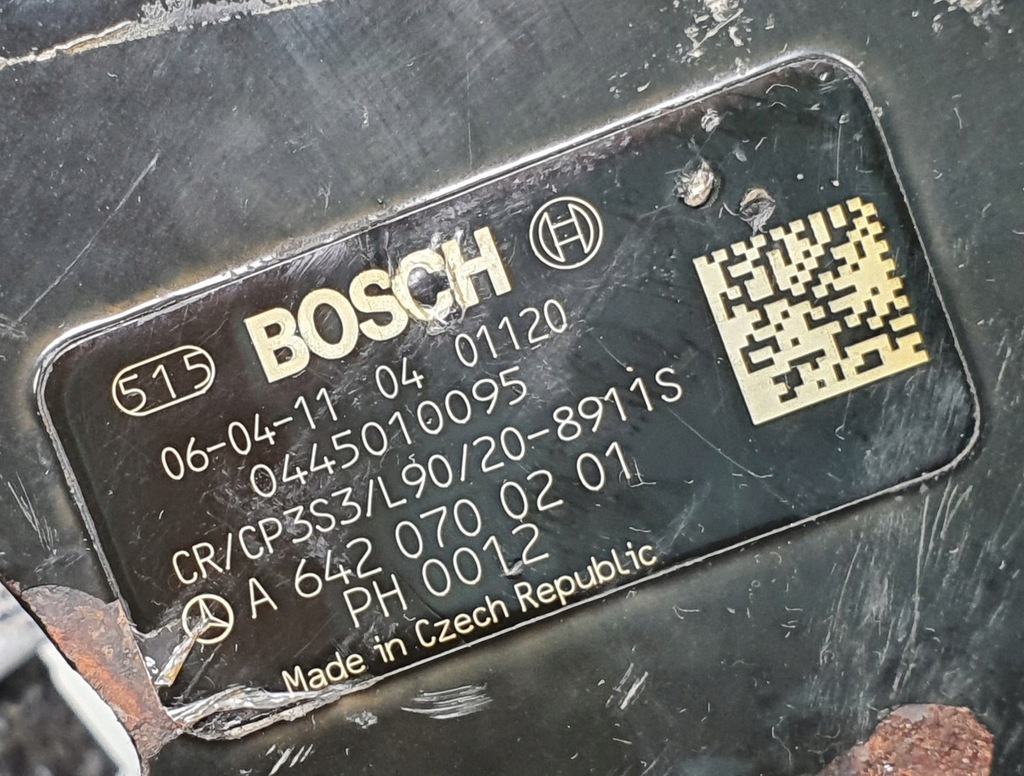 515 BOSCH
06-04-11 04 01120
0445010095
CR/CP3S3/L90/20-8911S
A 642 070 02 01
PH 0012
Made in Czech Republic